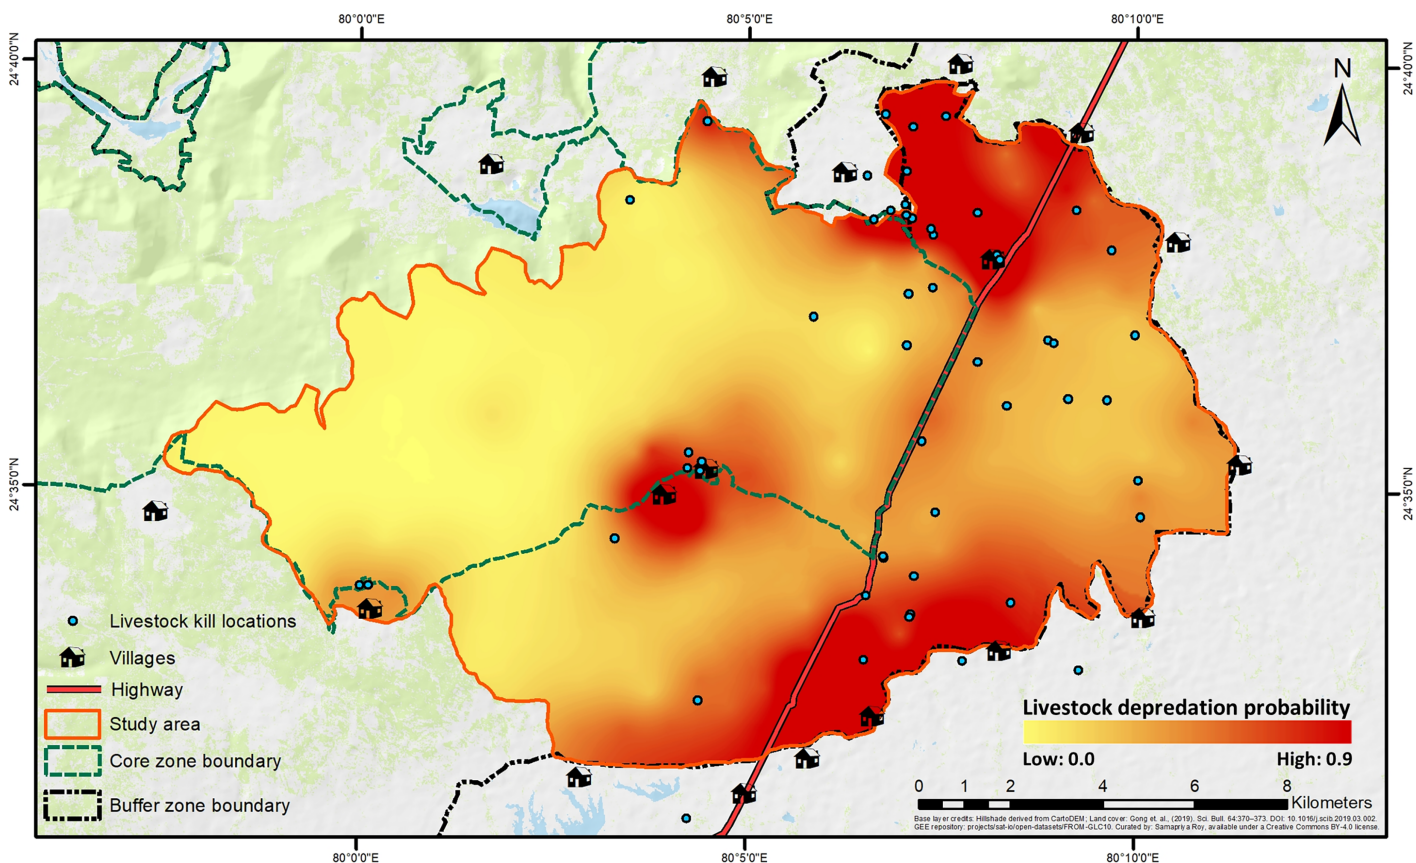 80°0'0"E 80°5'0"E 80°10'0"E
24°40'0"N
24°40'0"N
N
24°35'0"N
24°35'0"N
Livestock kill locations
Villages
Highway
Study area
Core zone boundary
Buffer zone boundary
Livestock depredation probability
Low: 0.0 High: 0.9
0 1 2 4 6 8
Kilometers
Base layer credits: Hillshade derived from CartoDEM; Land cover: Gong et. al., (2019). Sci. Bull. 64:370–373. DOI: 10.1016/j.scib.2019.03.002.
GEE repository: projects/sat-io/open-datasets/FROM-GLC10. Curated by: Samapriya Roy, available under a Creative Commons BY-4.0 license.
80°0'0"E 80°5'0"E 80°10'0"E